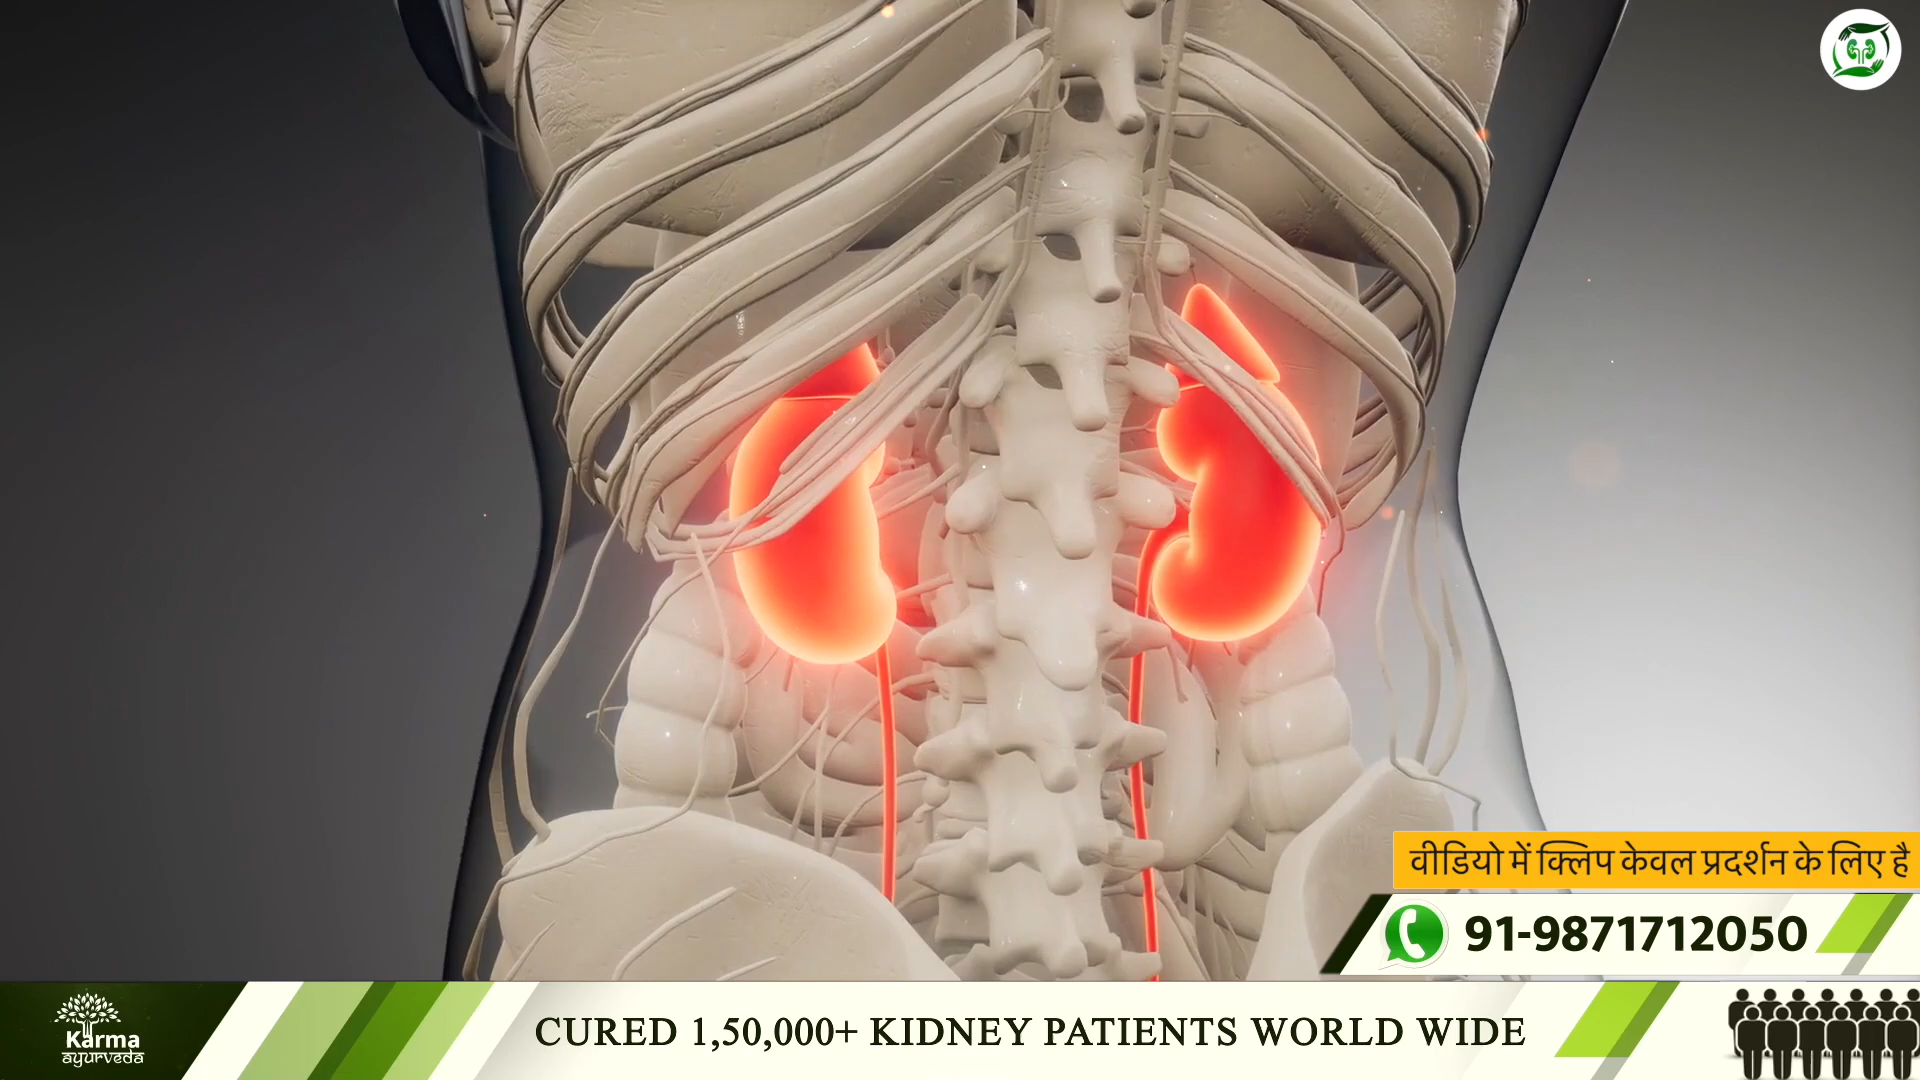 वीडियो में क्लिप केवल प्रदर्शन के लिए है
91-9871712050
Karma
ayurveda
CURED 1,50,000+ KIDNEY PATIENTS WORLD WIDE